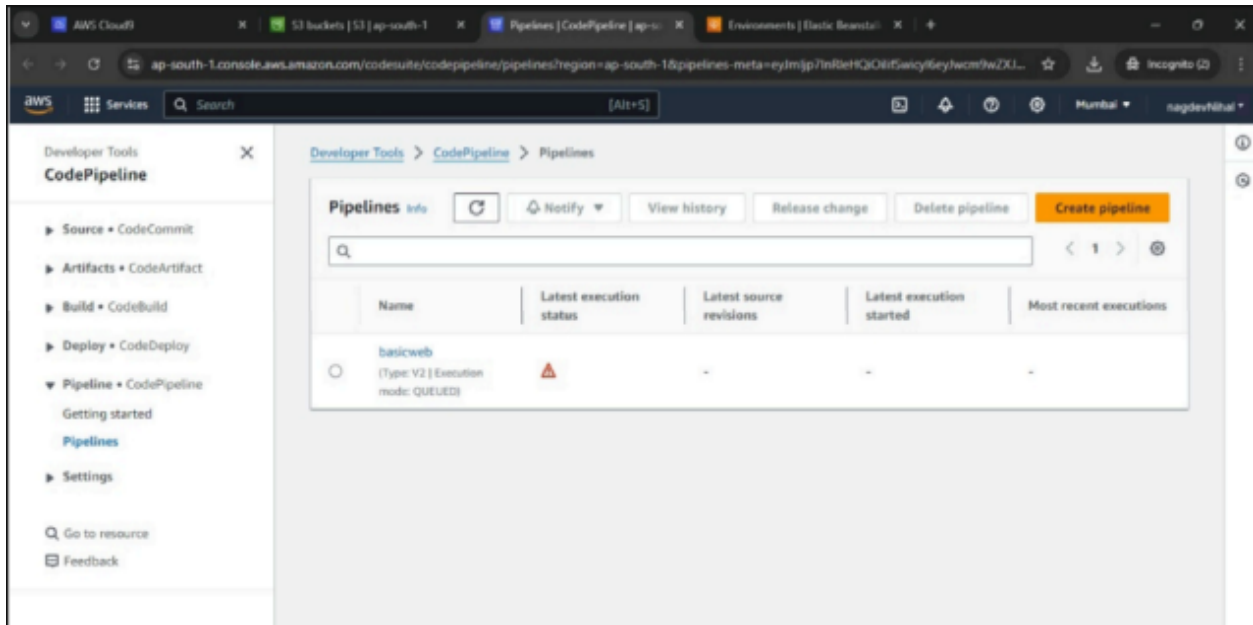 AWS Cloud9
S3 buckets | S3 | ap-south-1
Pipelines | CodePipeline | ap-so
Environments | Elastic Beanstal
ap-south-1.console.aws.amazon.com/codesuite/codepipeline/pipelines?region=ap-south-1&pipelines-meta=
Incognito (2)
aws
Services
Search
[Alt+S]
Mumbai
nagdevNihal
Developer Tools
CodePipeline
Source • CodeCommit
Artifacts • CodeArtifact
Build • CodeBuild
Deploy • CodeDeploy
Pipeline • CodePipeline
Getting started
Pipelines
Settings
Go to resource
Feedback
Developer Tools > CodePipeline > Pipelines
Pipelines Info
Notify
View history
Release change
Delete pipeline
Create pipeline
< 1 >
Name
Latest execution
status
Latest source
revisions
Latest execution
started
Most recent executions
basicweb
(Type: V2 | Execution
mode: QUEUED)
-
-
-